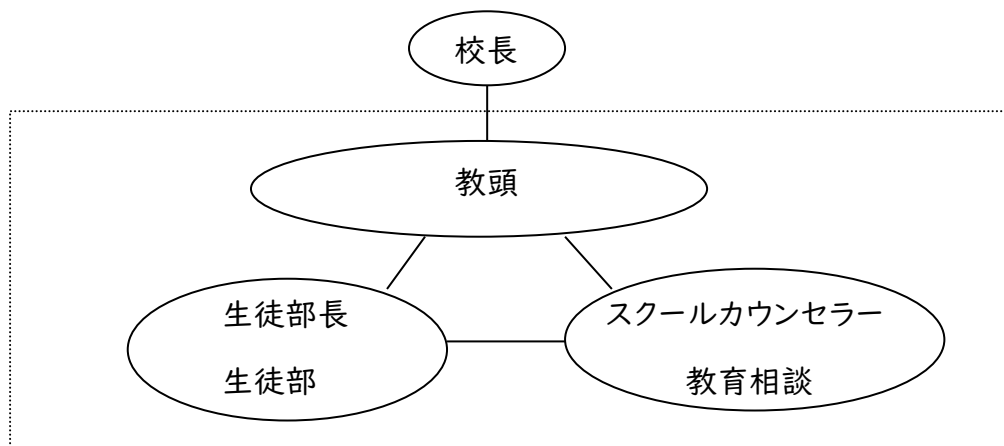 校長
教頭
生徒部長
生徒部
スクールカウンセラー
教育相談